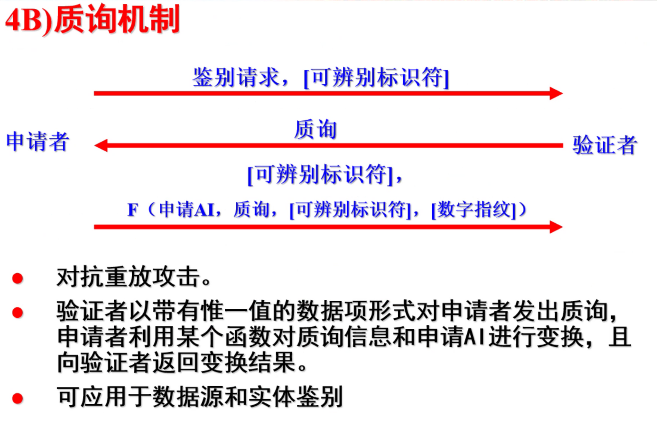 4B)质询机制
鉴别请求，[可辨别标识符]
申请者
质询
验证者
[可辨别标识符]，
F（申请AI，质询，[可辨别标识符]，[数字指纹]）
● 对抗重放攻击。
● 验证者以带有惟一值的数据项形式对申请者发出质询，
申请者利用某个函数对质询信息和申请AI进行变换，且
向验证者返回变换结果。
● 可应用于数据源和实体鉴别